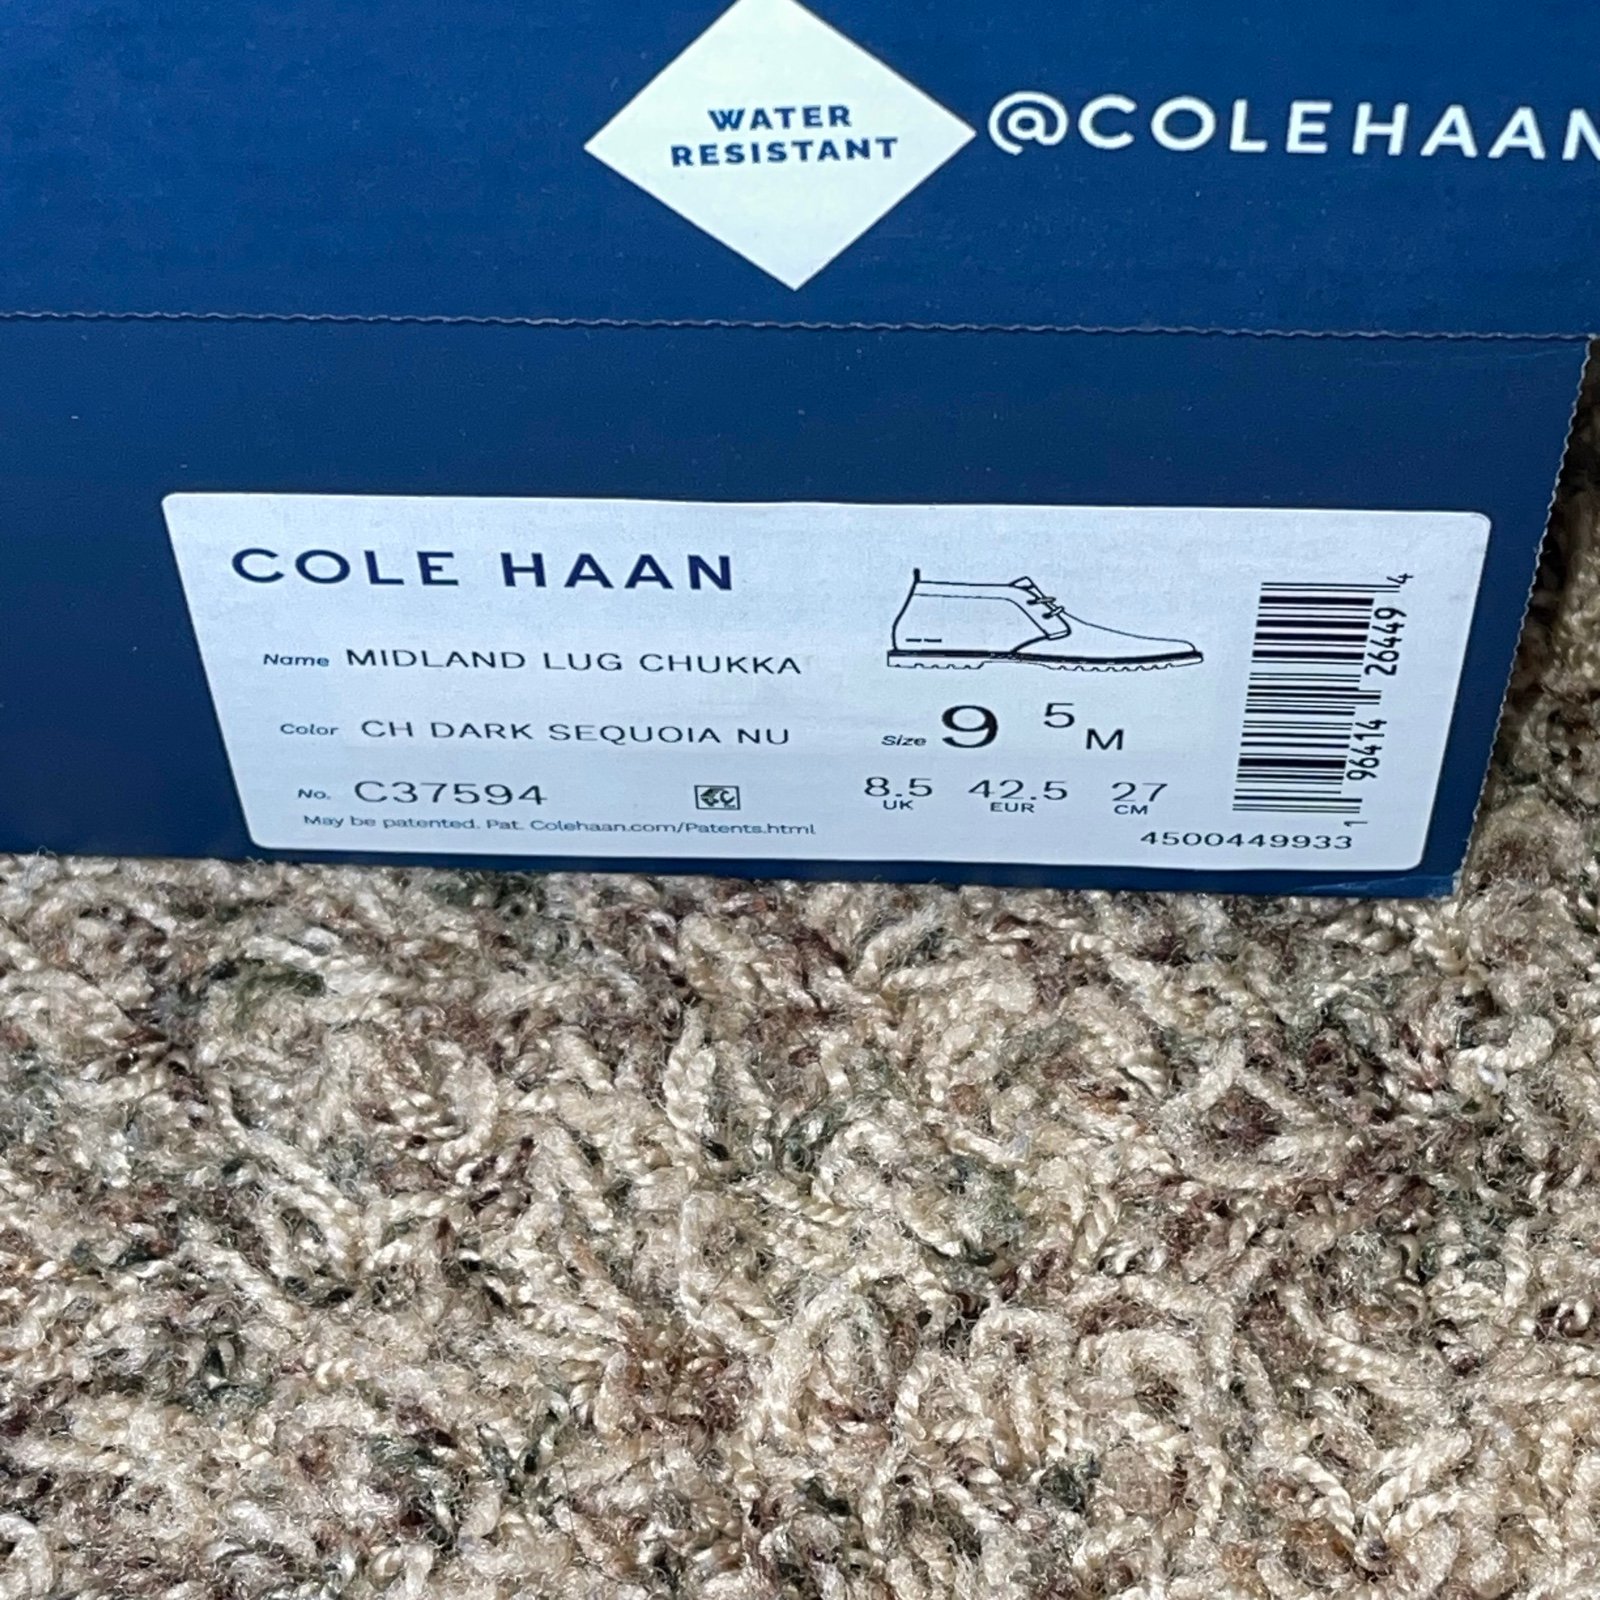 WATER
RESISTANT
@COLEHAAN
COLE HAAN
Name MIDLAND LUG CHUKKA
Color CH DARK SEQUOIA NU
No. C37594
May be patented. Pat. Colehaan.com/Patents.html
Size 9 5 M
8.5 42.5 27
UK EUR CM
4500449933
1 96414 26449 4